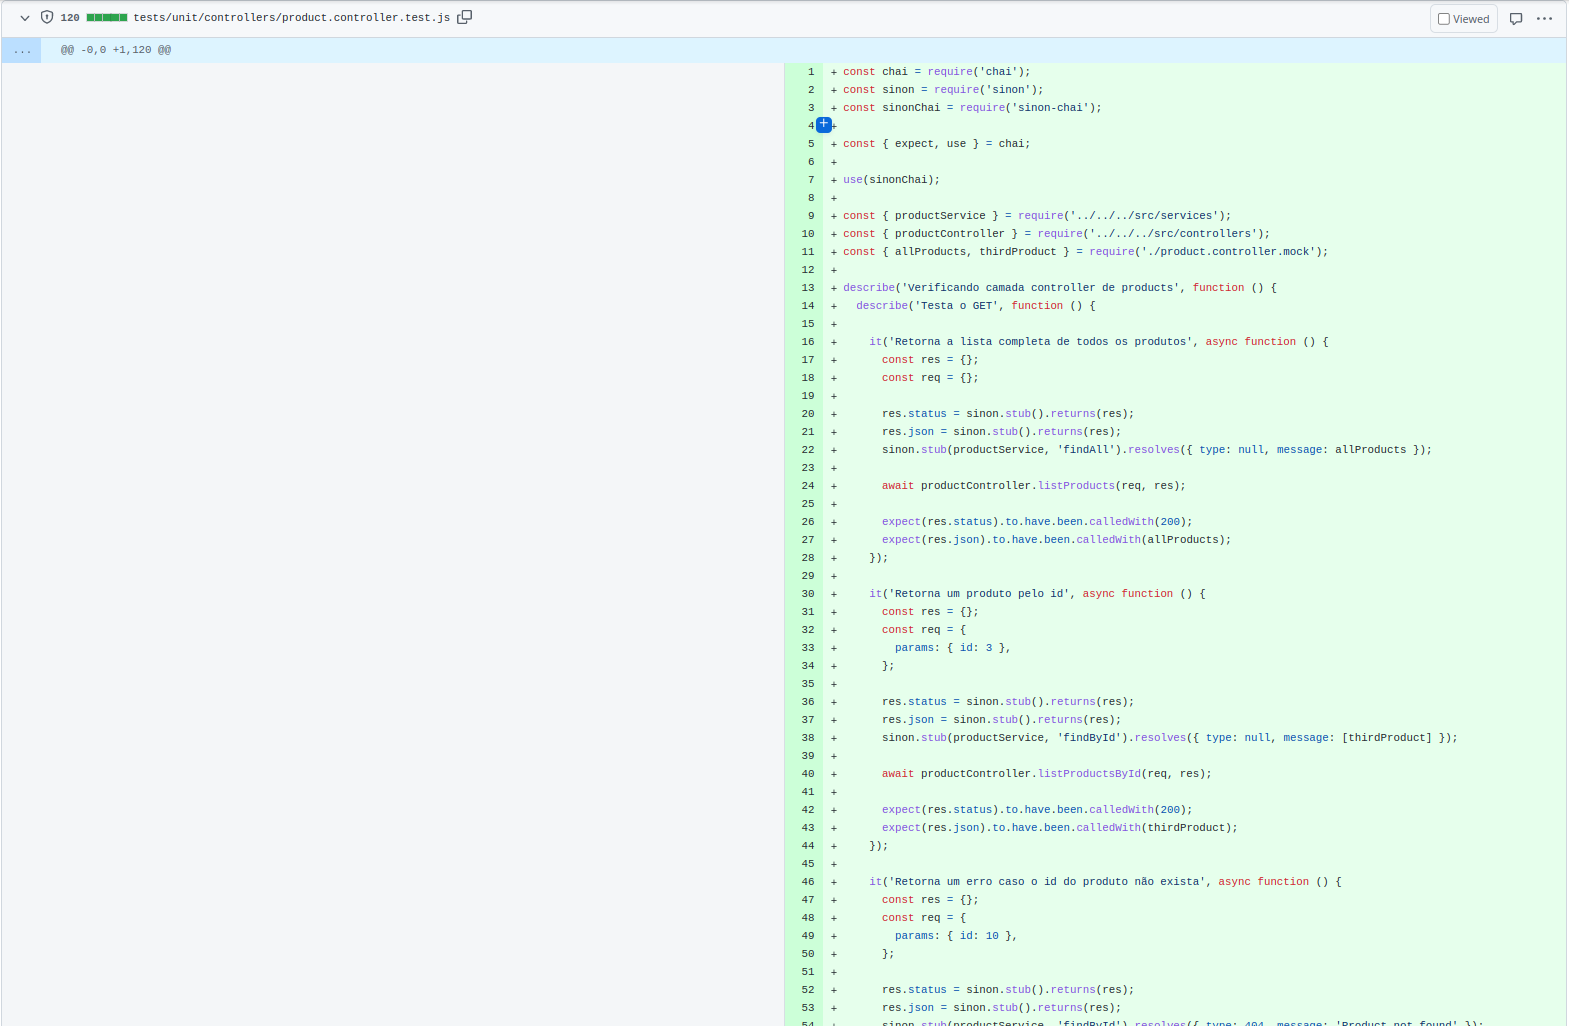 120 tests/unit/controllers/product.controller.test.js Viewed
... @@ -0,0 +1,120 @@
1 + const chai = require('chai');
2 + const sinon = require('sinon');
3 + const sinonChai = require('sinon-chai');
4 +
5 + const { expect, use } = chai;
6 +
7 + use(sinonChai);
8 +
9 + const { productService } = require('../../../src/services');
10 + const { productController } = require('../../../src/controllers');
11 + const { allProducts, thirdProduct } = require('./product.controller.mock');
12 +
13 + describe('Verificando camada controller de products', function () {
14 + describe('Testa o GET', function () {
15 +
16 + it('Retorna a lista completa de todos os produtos', async function () {
17 + const res = {};
18 + const req = {};
19 +
20 + res.status = sinon.stub().returns(res);
21 + res.json = sinon.stub().returns(res);
22 + sinon.stub(productService, 'findAll').resolves({ type: null, message: allProducts });
23 +
24 + await productController.listProducts(req, res);
25 +
26 + expect(res.status).to.have.been.calledWith(200);
27 + expect(res.json).to.have.been.calledWith(allProducts);
28 + });
29 +
30 + it('Retorna um produto pelo id', async function () {
31 + const res = {};
32 + const req = {
33 + params: { id: 3 },
34 + };
35 +
36 + res.status = sinon.stub().returns(res);
37 + res.json = sinon.stub().returns(res);
38 + sinon.stub(productService, 'findById').resolves({ type: null, message: [thirdProduct] });
39 +
40 + await productController.listProductsById(req, res);
41 +
42 + expect(res.status).to.have.been.calledWith(200);
43 + expect(res.json).to.have.been.calledWith(thirdProduct);
44 + });
45 +
46 + it('Retorna um erro caso o id do produto não exista', async function () {
47 + const res = {};
48 + const req = {
49 + params: { id: 10 },
50 + };
51 +
52 + res.status = sinon.stub().returns(res);
53 + res.json = sinon.stub().returns(res);
54 + sinon.stub(productService, 'findById').resolves({ type: 404, message: 'Product not found' });